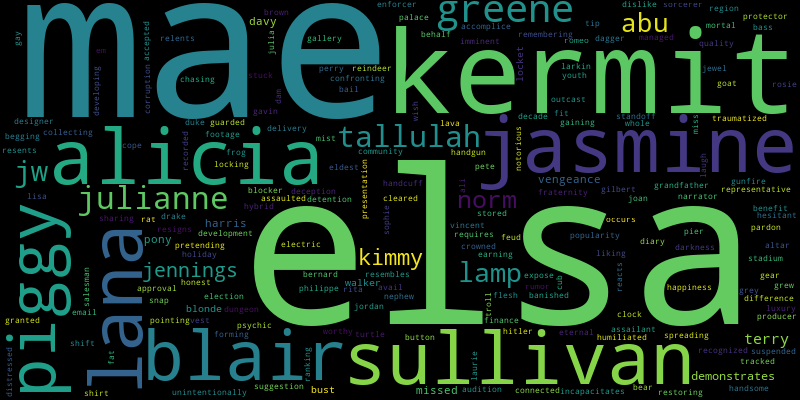 mae
kermit
greene
abu
elsa
alicia
tallulah
jasmine
jw
julianne
norm
piggy
lana
jennings
kimmy
lamp
blair
sullivan
terry
demonstrates
missed
bust
harris
pony
blonde
vengeance
davy
gay
brown
enforcer
palace
behalf
accomplice
imminent
remembering
tip
dislike
sorcerer
region
mortal
protector
bass
romeo
dagger
managed
quality
julia
gallery
accepted
relents
chasing
developing
corruption
stuck
perry
reindeer
confronting
bail
gavin
dam
locket
larkin
youth
jewel
goat
rosie
outcast
wish
designer
begging
collecting
resents
cope
duke
guarded
footage
frog
locking
recorded
delivery
mist
community
eldest
lava
handgun
pete
decade
fit
gaining
notorious
standoff
whole
miss
traumatized
laugh
representative
gunfire
lisa
sharing
resigns
rat
drake
development
pretending
holiday
honest
approval
snap
election
salesman
email
pointing
vest
granted
shift
psychic
forming
distressed
fat
shirt
unintentionally
suggestion
ranking
blocker
assaulted
deception
detention
hybrid
electric
bernard
philippe
rita
resembles
walker
avail
nephew
jordan
dungeon
worthy
turtle
button
presentation
handcuff
cleared
sophie
stored
vincent
requires
crowned
feud
earning
expose
rumor
banished
flesh
troll
cub
finance
hitler
eternal
laurie
audition
connected
incapacitates
bear
restoring
fraternity
gilbert
joan
grandfather
narrator
benefit
hesitant
occurs
popularity
diary
pier
darkness
pardon
altar
liking
reacts
stadium
gear
grew
happiness
grey
difference
luxury
producer
clock
assailant
humiliated
spreading
recognized
suspended
tracked
handsome